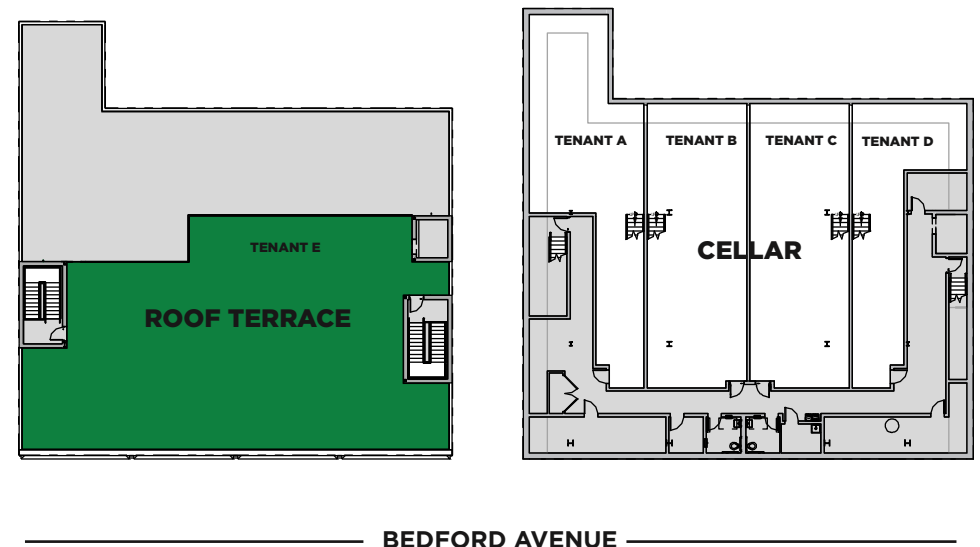 TENANT E
ROOF TERRACE
TENANT A
TENANT B
TENANT C
TENANT D
CELLAR
BEDFORD AVENUE